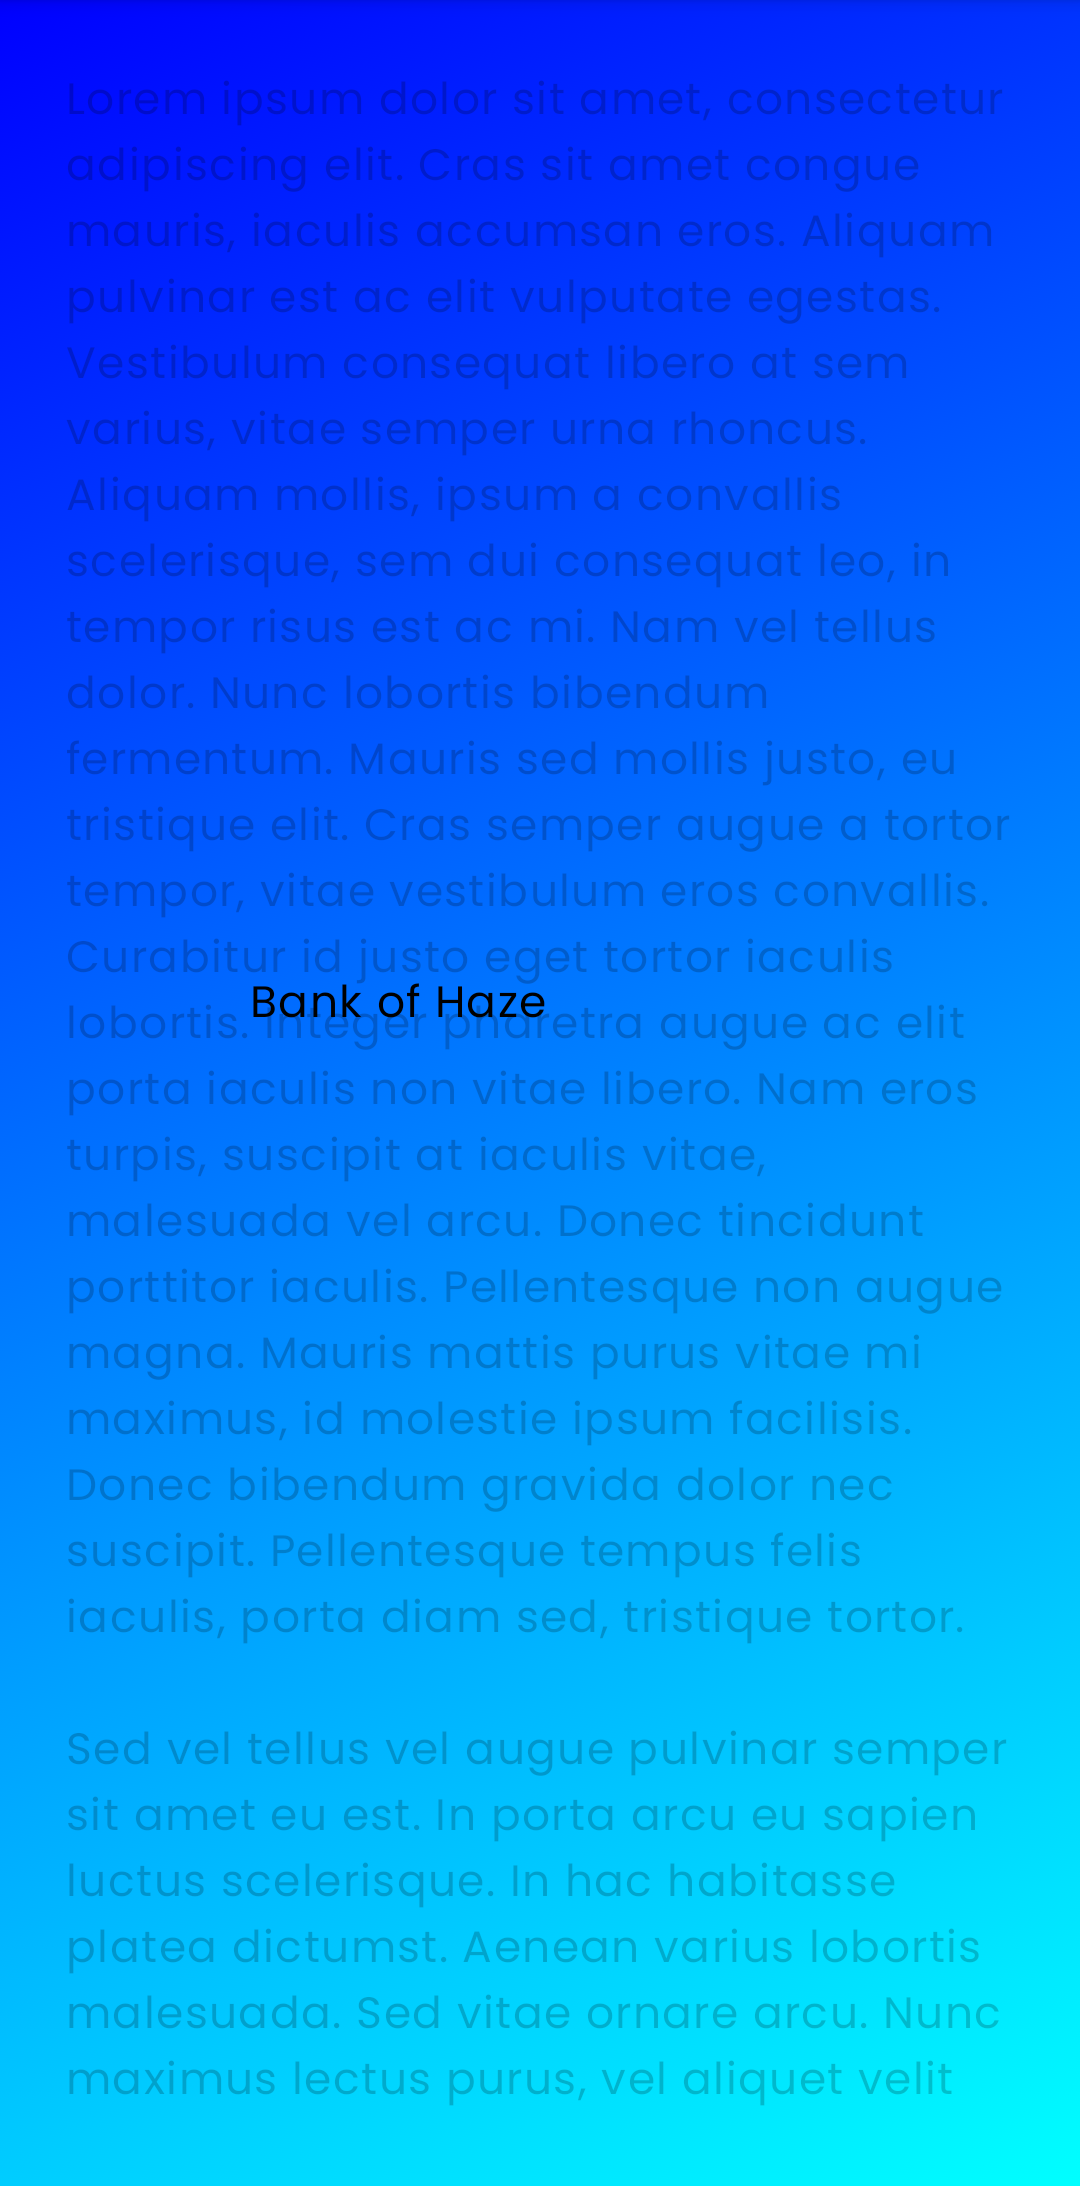 Lorem ipsum dolor sit amet, consectetur
adipiscing elit. Cras sit amet congue
mauris, iaculis accumsan eros. Aliquam
pulvinar est ac elit vulputate egestas.
Vestibulum consequat libero at sem
varius, vitae semper urna rhoncus.
Aliquam mollis, ipsum a convallis
scelerisque, sem dui consequat leo, in
tempor risus est ac mi. Nam vel tellus
dolor. Nunc lobortis bibendum
fermentum. Mauris sed mollis justo, eu
tristique elit. Cras semper augue a tortor
tempor, vitae vestibulum eros convallis.
Curabitur id justo eget tortor iaculis
Bank of Haze
lobortis. Integer pharetra augue ac elit
porta iaculis non vitae libero. Nam eros
turpis, suscipit at iaculis vitae,
malesuada vel arcu. Donec tincidunt
porttitor iaculis. Pellentesque non augue
magna. Mauris mattis purus vitae mi
maximus, id molestie ipsum facilisis.
Donec bibendum gravida dolor nec
suscipit. Pellentesque tempus felis
iaculis, porta diam sed, tristique tortor.
Sed vel tellus vel augue pulvinar semper
sit amet eu est. In porta arcu eu sapien
luctus scelerisque. In hac habitasse
platea dictumst. Aenean varius lobortis
malesuada. Sed vitae ornare arcu. Nunc
maximus lectus purus, vel aliquet velit